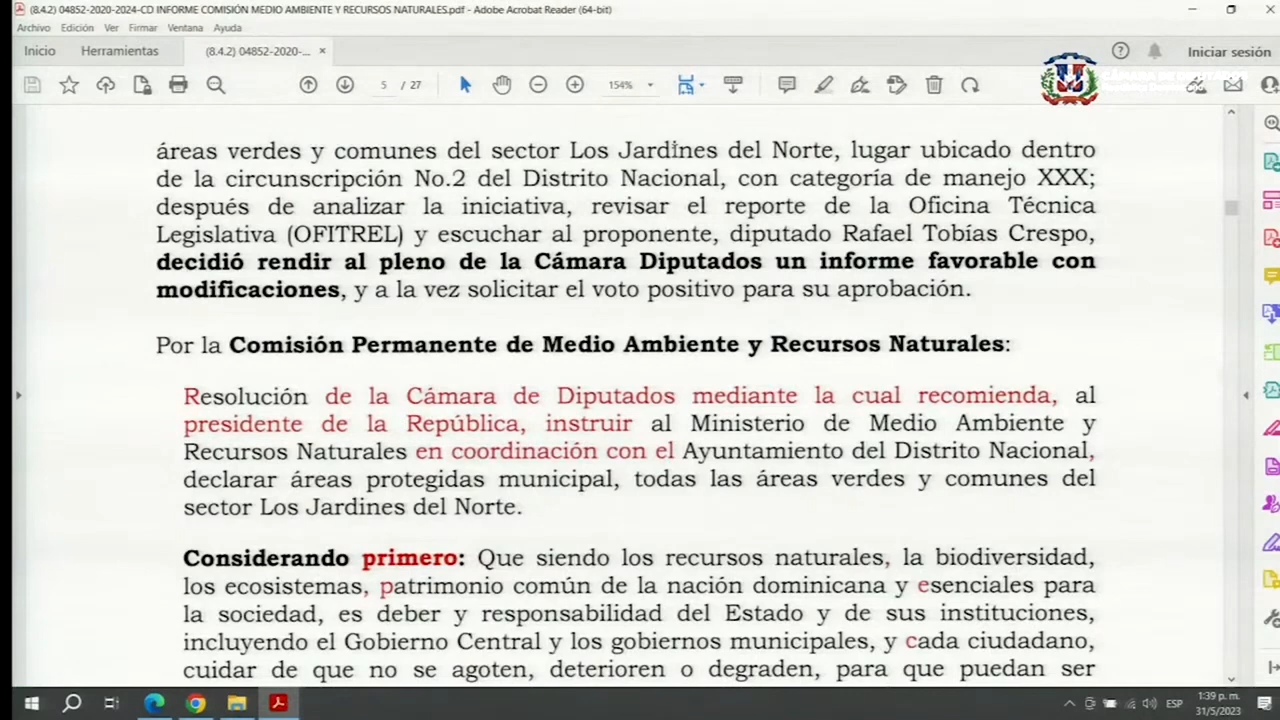 (8.4.2) 04852-2020-2024-CD INFORME COMISIÓN MEDIO AMBIENTE Y RECURSOS NATURALES.pdf - Adobe Acrobat Reader (64-bit)
Archivo Edición Ver Firmar Ventana Ayuda
Inicio Herramientas (8.4.2) 04852-2020-... × Iniciar sesión
5 / 27 154%
CÁMARA DE DIPUTADOS
República Dominicana
áreas verdes y comunes del sector Los Jardines del Norte, lugar ubicado dentro
de la circunscripción No.2 del Distrito Nacional, con categoría de manejo XXX;
después de analizar la iniciativa, revisar el reporte de la Oficina Técnica
Legislativa (OFITREL) y escuchar al proponente, diputado Rafael Tobías Crespo,
decidió rendir al pleno de la Cámara Diputados un informe favorable con
modificaciones, y a la vez solicitar el voto positivo para su aprobación.
Por la Comisión Permanente de Medio Ambiente y Recursos Naturales:
Resolución de la Cámara de Diputados mediante la cual recomienda, al
presidente de la República, instruir al Ministerio de Medio Ambiente y
Recursos Naturales en coordinación con el Ayuntamiento del Distrito Nacional,
declarar áreas protegidas municipal, todas las áreas verdes y comunes del
sector Los Jardines del Norte.
Considerando primero: Que siendo los recursos naturales, la biodiversidad,
los ecosistemas, patrimonio común de la nación dominicana y esenciales para
la sociedad, es deber y responsabilidad del Estado y de sus instituciones,
incluyendo el Gobierno Central y los gobiernos municipales, y cada ciudadano,
cuidar de que no se agoten, deterioren o degraden, para que puedan ser
ESP 1:39 p. m.
31/5/2023